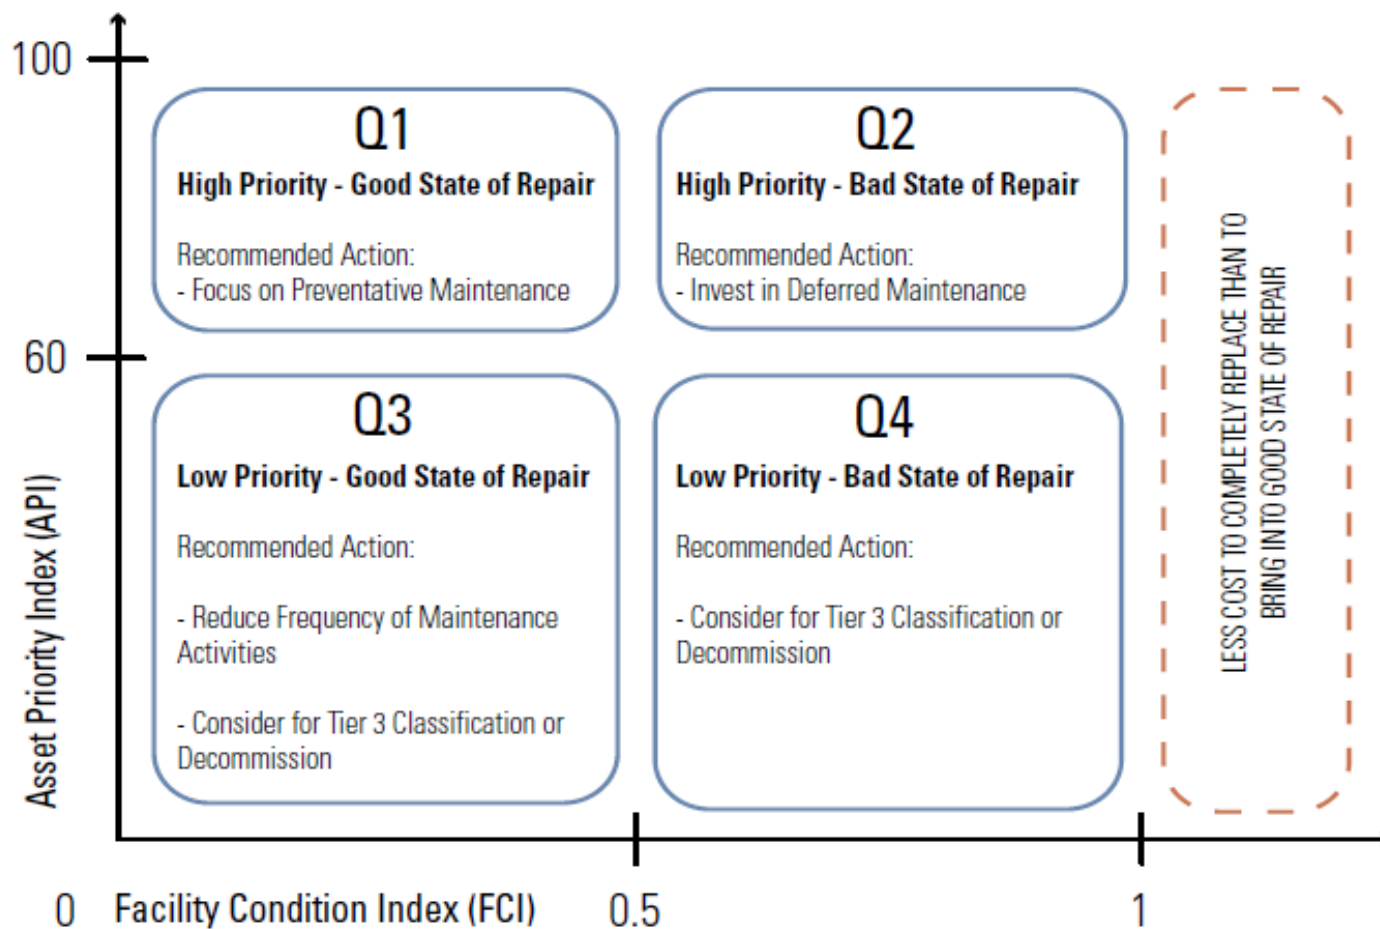 100
Q1
High Priority - Good State of Repair
Recommended Action:
- Focus on Preventative Maintenance
Q2
High Priority - Bad State of Repair
Recommended Action:
- Invest in Deferred Maintenance
60
Q3
Low Priority - Good State of Repair
Recommended Action:
- Reduce Frequency of Maintenance
Activities
- Consider for Tier 3 Classification or
Decommission
Q4
Low Priority - Bad State of Repair
Recommended Action:
- Consider for Tier 3 Classification or
Decommission
LESS COST TO COMPLETELY REPLACE THAN TO
BRING INTO GOOD STATE OF REPAIR
Asset Priority Index (API)
0
Facility Condition Index (FCI)
0.5
1